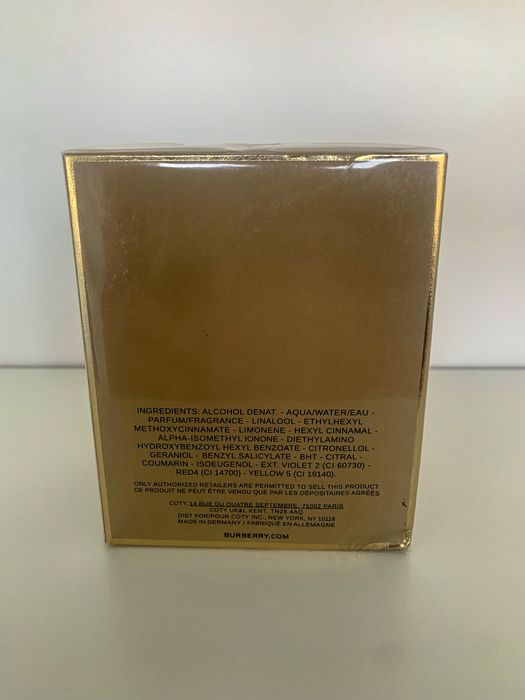 INGREDIENTS: ALCOHOL DENAT. - AQUA/WATER/EAU -
PARFUM/FRAGRANCE - LINALOOL - ETHYLHEXYL
METHOXYCINNAMATE - LIMONENE - HEXYL CINNAMAL -
ALPHA-ISOMETHYL IONONE - DIETHYLAMINO
HYDROXYBENZOYL HEXYL BENZOATE - CITRONELLOL -
GERANIOL - BENZYL SALICYLATE - BHT - CITRAL -
COUMARIN - ISOEUGENOL - EXT. VIOLET 2 (CI 60730) -
RED4 (CI 14700) - YELLOW 5 (CI 19140).
ONLY AUTHORIZED RETAILERS ARE PERMITTED TO SELL THIS PRODUCT
CE PRODUIT NE PEUT ÊTRE VENDU QUE PAR LES DÉPOSITAIRES AGRÉÉS
COTY, 14 RUE DU QUATRE SEPTEMBRE, 75002 PARIS
COTY UK&I, KENT, TN25 4AQ
DIST FOR/POUR COTY INC., NEW YORK, NY 10118
MADE IN GERMANY / FABRIQUÉ EN ALLEMAGNE
BURBERRY.COM